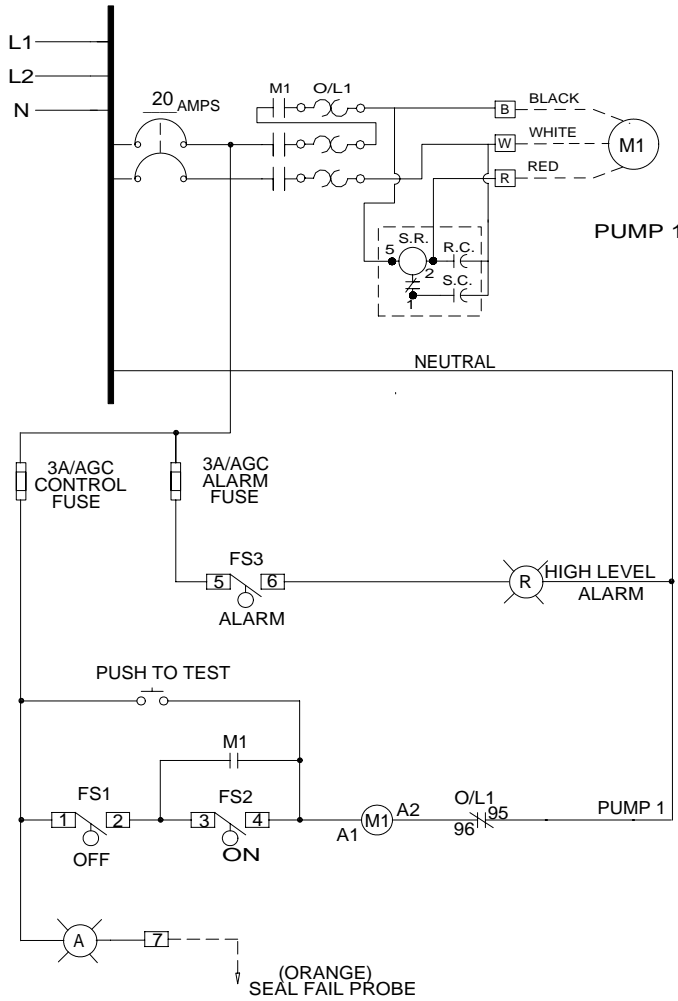 L1
L2
N
20 AMPS
M1
O/L1
B
BLACK
W
WHITE
R
RED
M1
PUMP 1
S.R.
5
2
1
R.C.
S.C.
NEUTRAL
3A/AGC
CONTROL
FUSE
3A/AGC
ALARM
FUSE
FS3
5
6
ALARM
R
HIGH LEVEL
ALARM
PUSH TO TEST
M1
FS1
1
2
OFF
FS2
3
4
ON
A1
M1
A2
O/L1
95
96
PUMP 1
A
7
(ORANGE)
SEAL FAIL PROBE